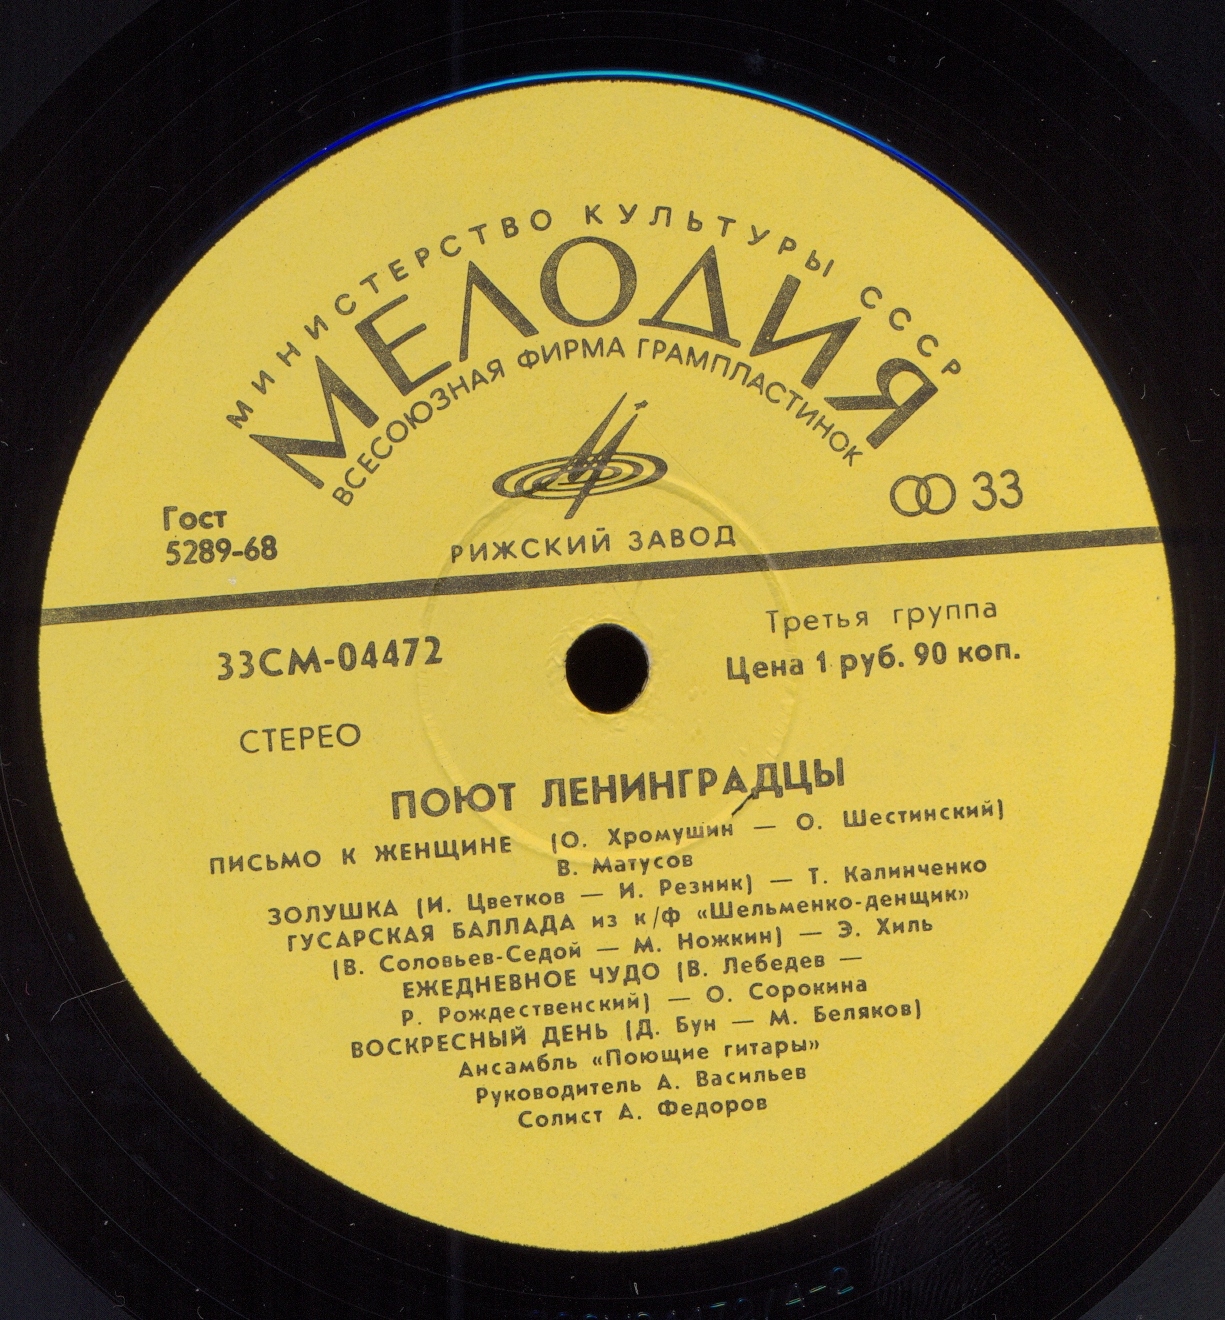 МИНИСТЕРСТВО КУЛЬТУРЫ СССР
МЕЛОДИЯ
ВСЕСОЮЗНАЯ ФИРМА ГРАМПЛАСТИНОК
Гост
5289-68
33
РИЖСКИЙ ЗАВОД
33СМ-04472
Третья группа
Цена 1 руб. 90 коп.
СТЕРЕО
ПОЮТ ЛЕНИНГРАДЦЫ
ПИСЬМО К ЖЕНЩИНЕ (О. Хромушин — О. Шестинский)
В. Матусов
ЗОЛУШКА (И. Цветков — И. Резник) — Т. Калинченко
ГУСАРСКАЯ БАЛЛАДА из к/ф «Шельменко-денщик»
(В. Соловьев-Седой — М. Ножкин) — Э. Хиль
ЕЖЕДНЕВНОЕ ЧУДО (В. Лебедев —
Р. Рождественский) — О. Сорокина
ВОСКРЕСНЫЙ ДЕНЬ (Д. Бун — М. Беляков)
Ансамбль «Поющие гитары»
Руководитель А. Васильев
Солист А. Федоров